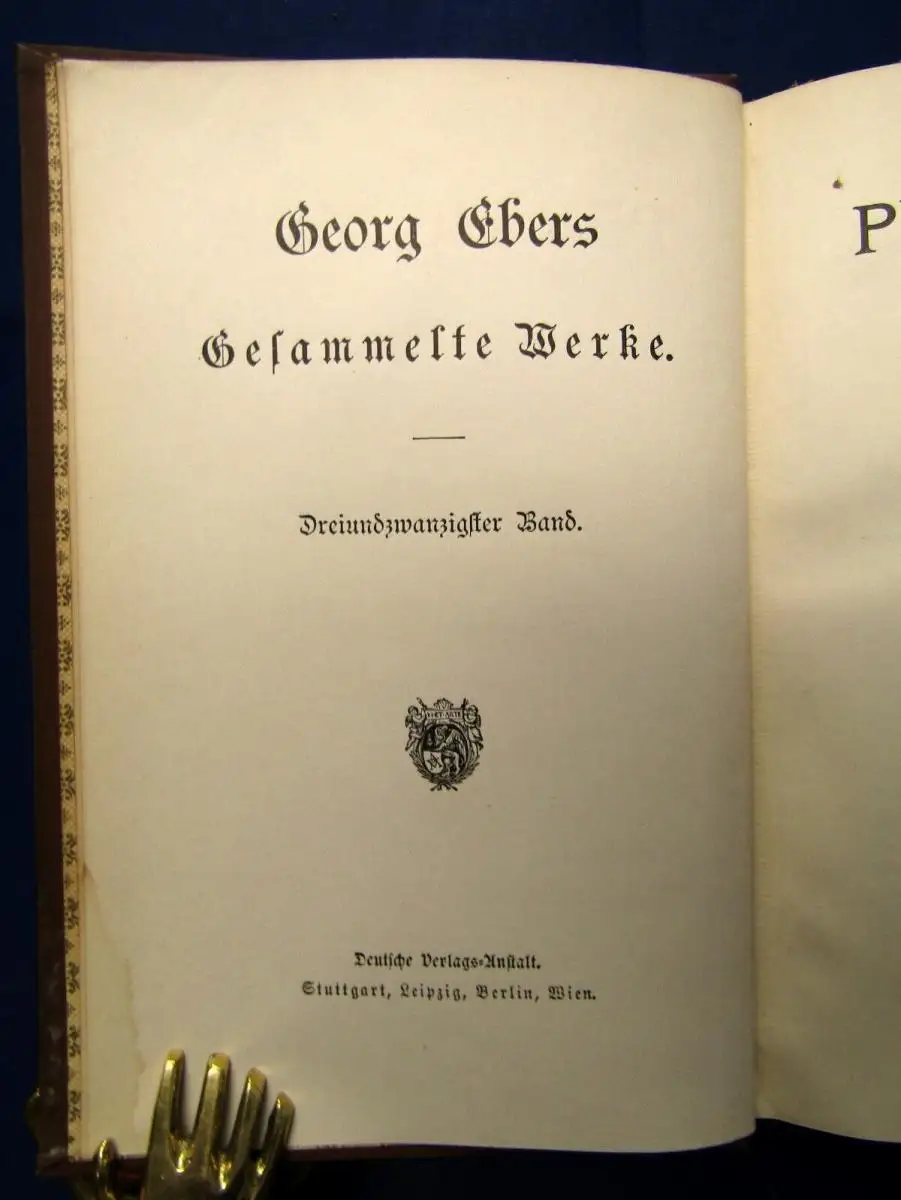 Georg Ebers
Gesammelte Werke.
Dreiundzwanzigster Band.
Deutsche Verlags-Anstalt.
Stuttgart, Leipzig, Berlin, Wien.
P